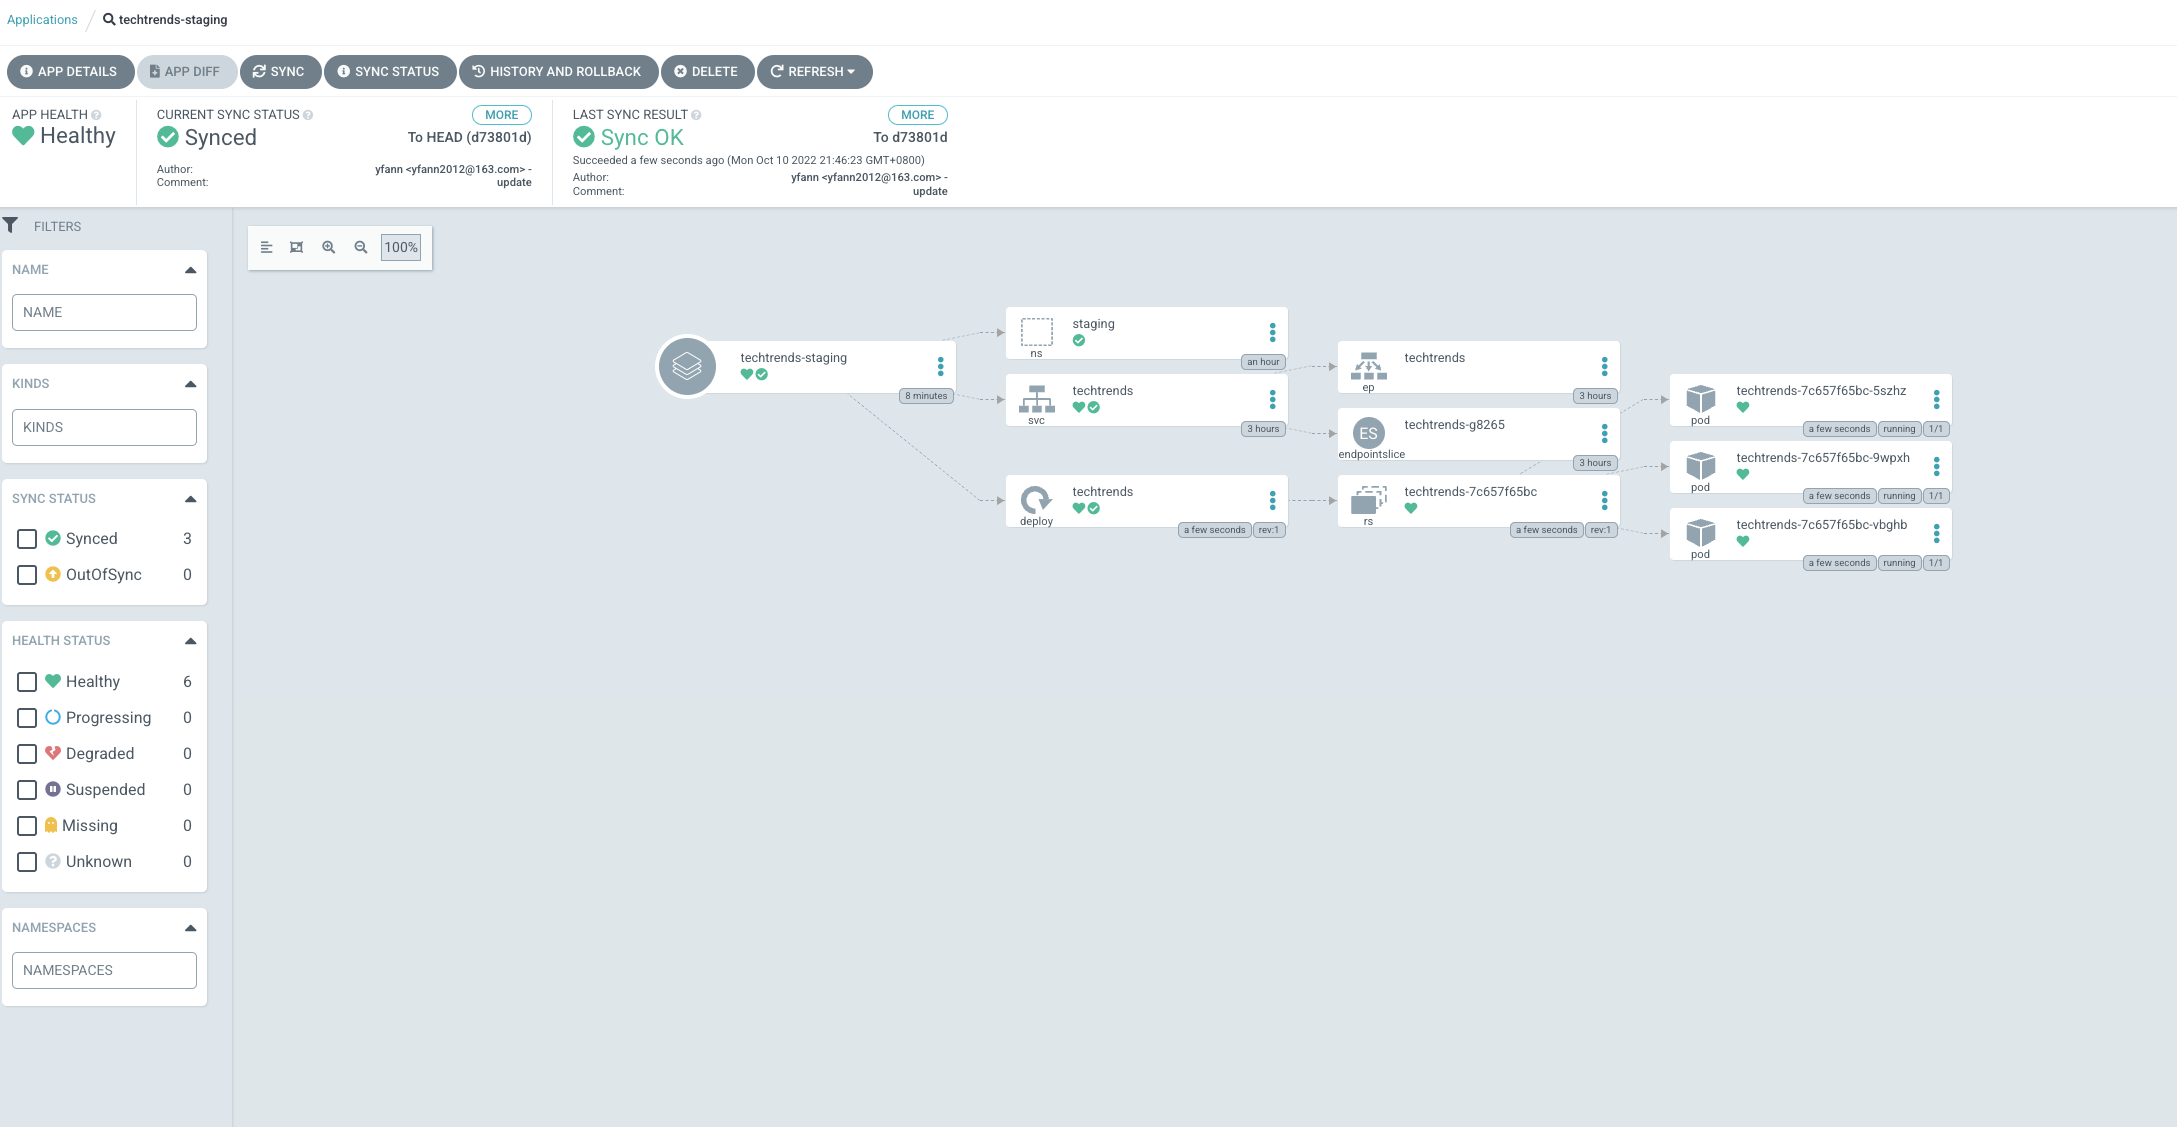 Applications / techtrends-staging
APP DETAILS
APP DIFF
SYNC
SYNC STATUS
HISTORY AND ROLLBACK
DELETE
REFRESH
APP HEALTH
Healthy
CURRENT SYNC STATUS
MORE
Synced
To HEAD (d73801d)
Author: yfann <yfann2012@163.com> -
Comment: update
LAST SYNC RESULT
MORE
Sync OK
To d73801d
Succeeded a few seconds ago (Mon Oct 10 2022 21:46:23 GMT+0800)
Author: yfann <yfann2012@163.com> -
Comment: update
FILTERS
NAME
NAME
KINDS
KINDS
SYNC STATUS
Synced 3
OutOfSync 0
HEALTH STATUS
Healthy 6
Progressing 0
Degraded 0
Suspended 0
Missing 0
Unknown 0
NAMESPACES
NAMESPACES
100%
techtrends-staging
8 minutes
staging
ns
an hour
techtrends
svc
3 hours
techtrends
deploy
a few seconds rev:1
techtrends
ep
3 hours
ES
techtrends-g8265
endpointslice
3 hours
techtrends-7c657f65bc
rs
a few seconds rev:1
techtrends-7c657f65bc-5szhz
pod
a few seconds running 1/1
techtrends-7c657f65bc-9wpxh
pod
a few seconds running 1/1
techtrends-7c657f65bc-vbghb
pod
a few seconds running 1/1